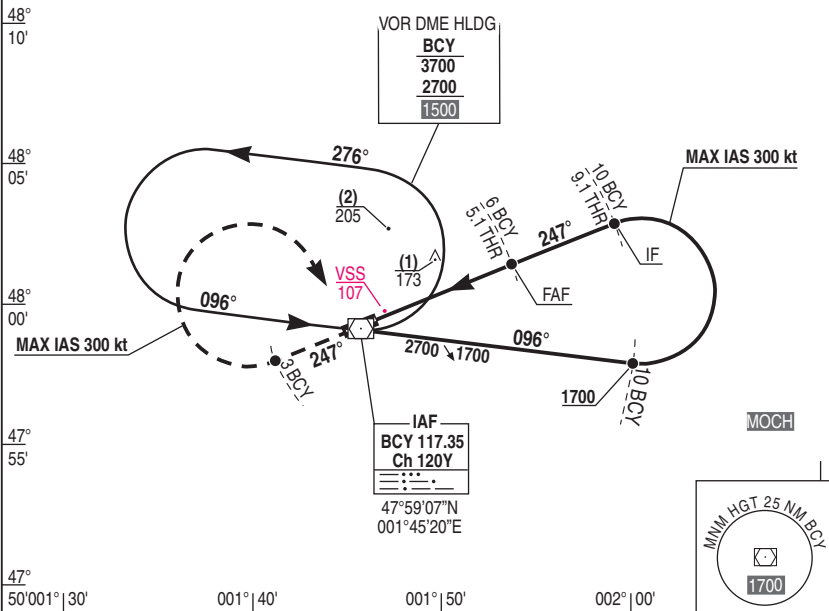 48°
10'
VOR DME HLDG
BCY
3700
2700
1500
48°
05'
276°
MAX IAS 300 kt
10 BCY
9.1 THR
(2)
205
6 BCY
5.1 THR
247°
IF
(1)
173
VSS
107
FAF
48°
00'
096°
MAX IAS 300 kt
247°
3 BCY
2700 ↘ 1700
096°
1700
10 BCY
IAF
BCY 117.35
Ch 120Y
47°59'07"N
001°45'20"E
MOCH
47°
55'
MNM HGT 25 NM BCY
1700
47°
50'001° 30'
001° 40'
001° 50'
002° 00'